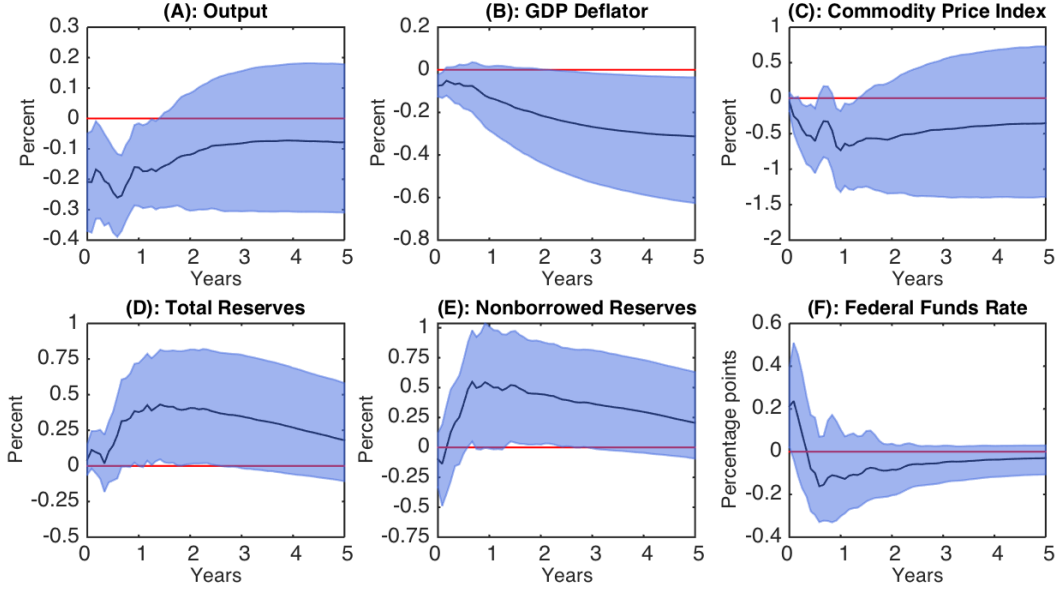 (A): Output
Percent
0.3
0.2
0.1
0
-0.1
-0.2
-0.3
-0.4
0 1 2 3 4 5
Years
(B): GDP Deflator
Percent
0.2
0
-0.2
-0.4
-0.6
-0.8
0 1 2 3 4 5
Years
(C): Commodity Price Index
Percent
1
0.5
0
-0.5
-1
-1.5
-2
0 1 2 3 4 5
Years
(D): Total Reserves
Percent
1
0.75
0.5
0.25
0
-0.25
-0.5
0 1 2 3 4 5
Years
(E): Nonborrowed Reserves
Percent
1
0.75
0.5
0.25
0
-0.25
-0.5
-0.75
0 1 2 3 4 5
Years
(F): Federal Funds Rate
Percentage points
0.6
0.4
0.2
0
-0.2
-0.4
0 1 2 3 4 5
Years